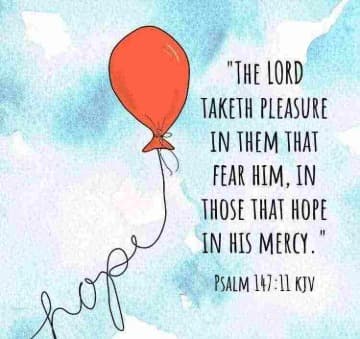 "The LORD
taketh pleasure
in them that
fear him, in
those that hope
in his mercy."
Psalm 147:11 KJV
hope